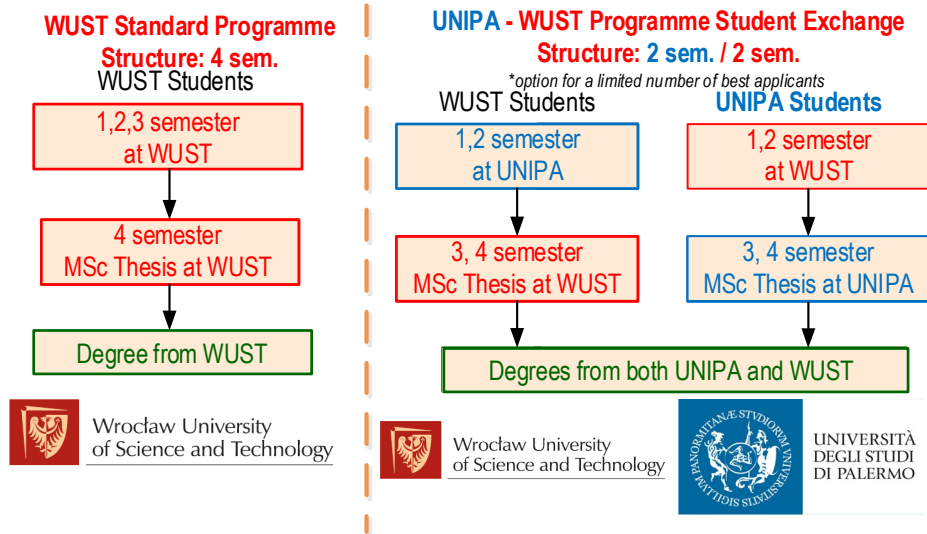 WUST Standard Programme
Structure: 4 sem.
WUST Students
1,2,3 semester
at WUST
4 semester
MSc Thesis at WUST
Degree from WUST
Wrocław University
of Science and Technology
UNIPA - WUST Programme Student Exchange
Structure: 2 sem. / 2 sem.
*option for a limited number of best applicants
WUST Students
1,2 semester
at UNIPA
3, 4 semester
MSc Thesis at WUST
UNIPA Students
1,2 semester
at WUST
3, 4 semester
MSc Thesis at UNIPA
Degrees from both UNIPA and WUST
Wrocław University
of Science and Technology
SIGILLVM PANORMITANÆ STVDIORVM VNIVERSITATIS
UNIVERSITÀ
DEGLI STUDI
DI PALERMO